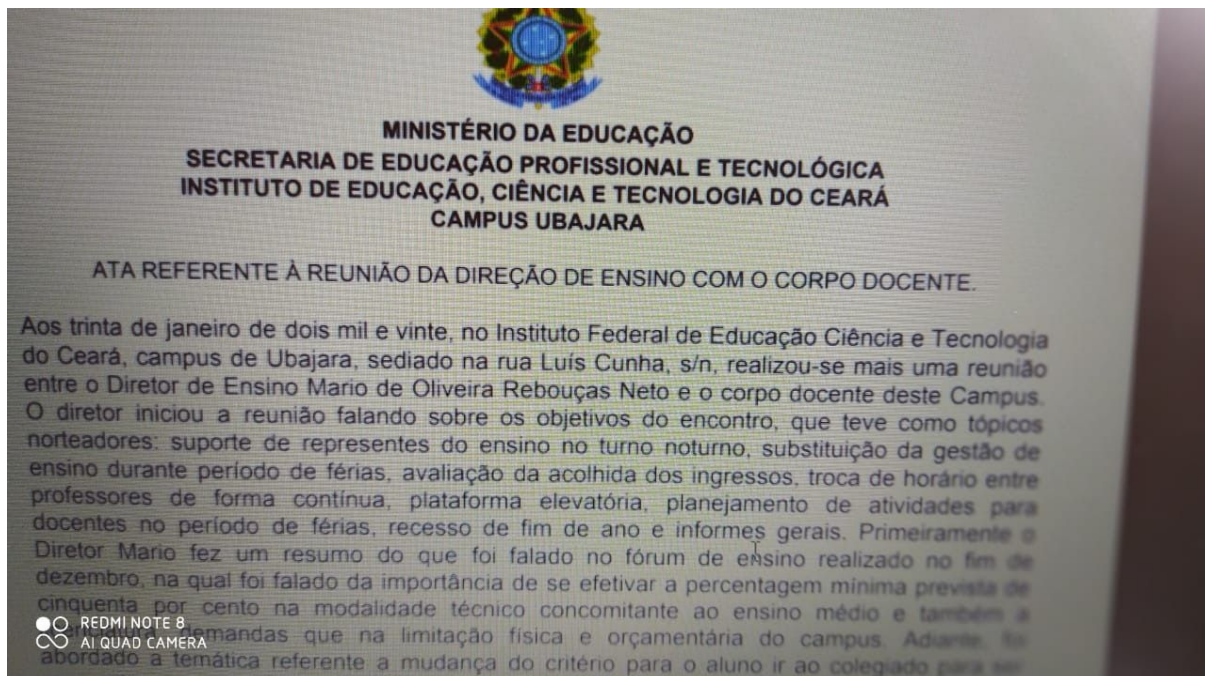 MINISTÉRIO DA EDUCAÇÃO
SECRETARIA DE EDUCAÇÃO PROFISSIONAL E TECNOLÓGICA
INSTITUTO DE EDUCAÇÃO, CIÊNCIA E TECNOLOGIA DO CEARÁ
CAMPUS UBAJARA
ATA REFERENTE À REUNIÃO DA DIREÇÃO DE ENSINO COM O CORPO DOCENTE.
Aos trinta de janeiro de dois mil e vinte, no Instituto Federal de Educação Ciência e Tecnologia
do Ceará, campus de Ubajara, sediado na rua Luís Cunha, s/n, realizou-se mais uma reunião
entre o Diretor de Ensino Mario de Oliveira Rebouças Neto e o corpo docente deste Campus.
O diretor iniciou a reunião falando sobre os objetivos do encontro, que teve como tópicos
norteadores: suporte de represententes do ensino no turno noturno, substituição da gestão de
ensino durante período de férias, avaliação da acolhida dos ingressos, troca de horário entre
professores de forma contínua, plataforma elevatória, planejamento de atividades para
docentes no período de férias, recesso de fim de ano e informes gerais. Primeiramente o
Diretor Mario fez um resumo do que foi falado no fórum de ensino realizado no fim de
dezembro, na qual foi falado da importância de se efetivar a percentagem mínima prevista de
cinquenta por cento na modalidade técnico concomitante ao ensino médio e também a
demandas que na limitação física e orçamentária do campus. Adiante, foi
abordado a temática referente a mudança do critério para o aluno ir ao colegiado para ser
REDMI NOTE 8
AI QUAD CAMERA